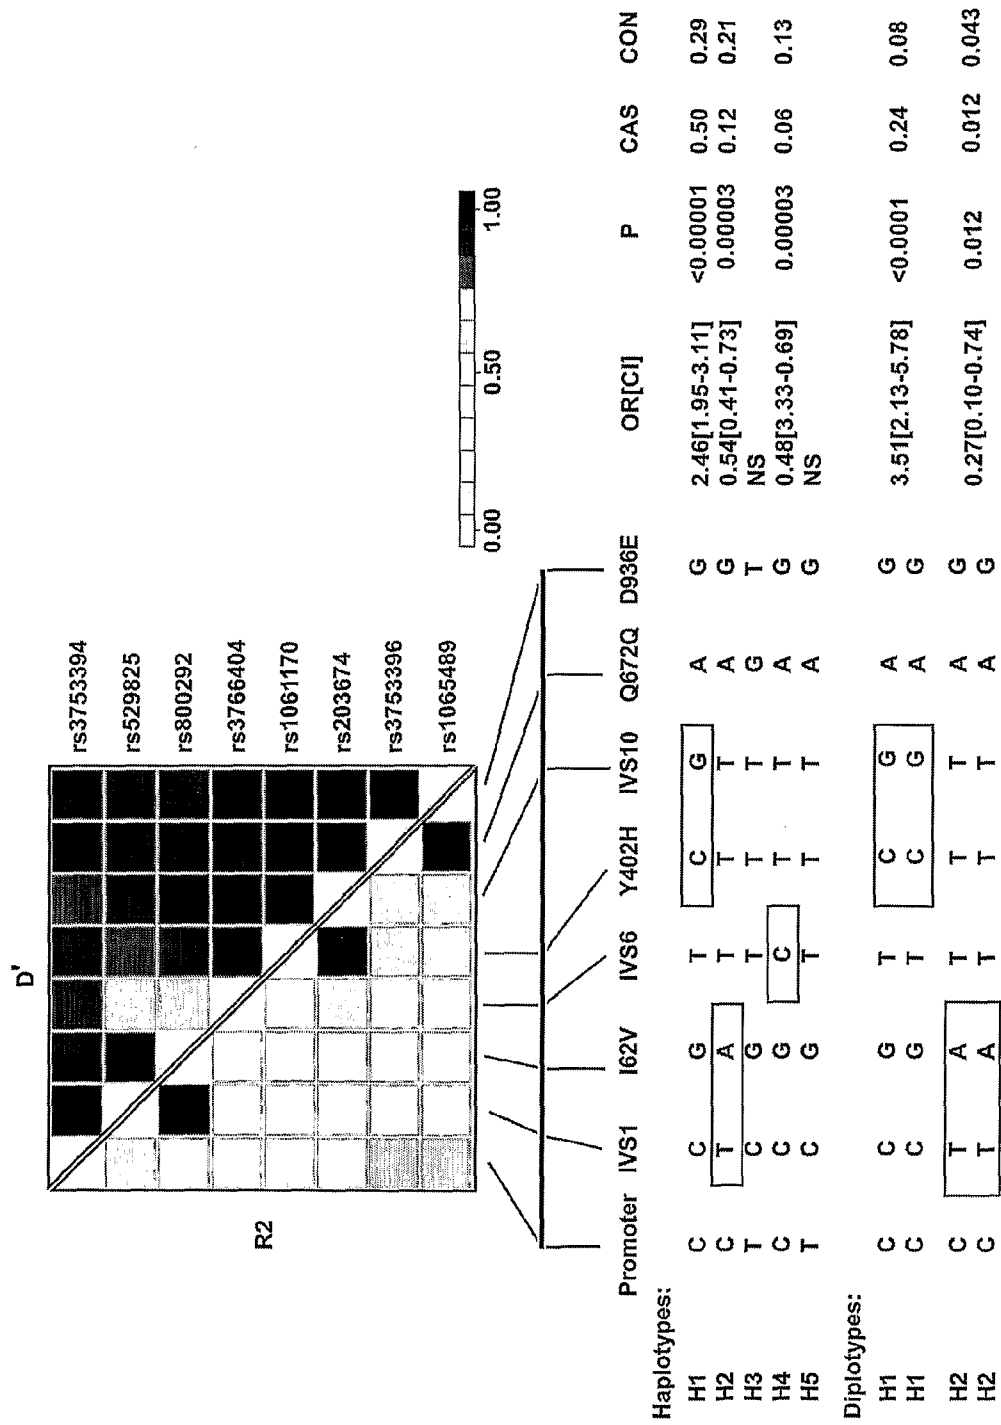 D'
R2
rs3753394
rs529825
rs800292
rs3766404
rs1061170
rs203674
rs3753396
rs1065489
0.00 0.50 1.00
Promoter IVS1 I62V IVS6 Y402H IVS10 Q672Q D936E OR[CI] P CAS CON
Haplotypes:
H1 C C G T C G A G 2.46[1.95-3.11] <0.00001 0.50 0.29
H2 C T A T T T A G 0.54[0.41-0.73] 0.00003 0.12 0.21
H3 T C G T T T G T NS
H4 C C G C T T A G 0.48[3.33-0.69] 0.00003 0.06 0.13
H5 T C G T T T A G NS
Diplotypes:
H1 C C G T C G A G 3.51[2.13-5.78] <0.0001 0.24 0.08
H1 C C G T C G A G
H2 C T A T T T A G 0.27[0.10-0.74] 0.012 0.012 0.043
H2 C T A T T T A G